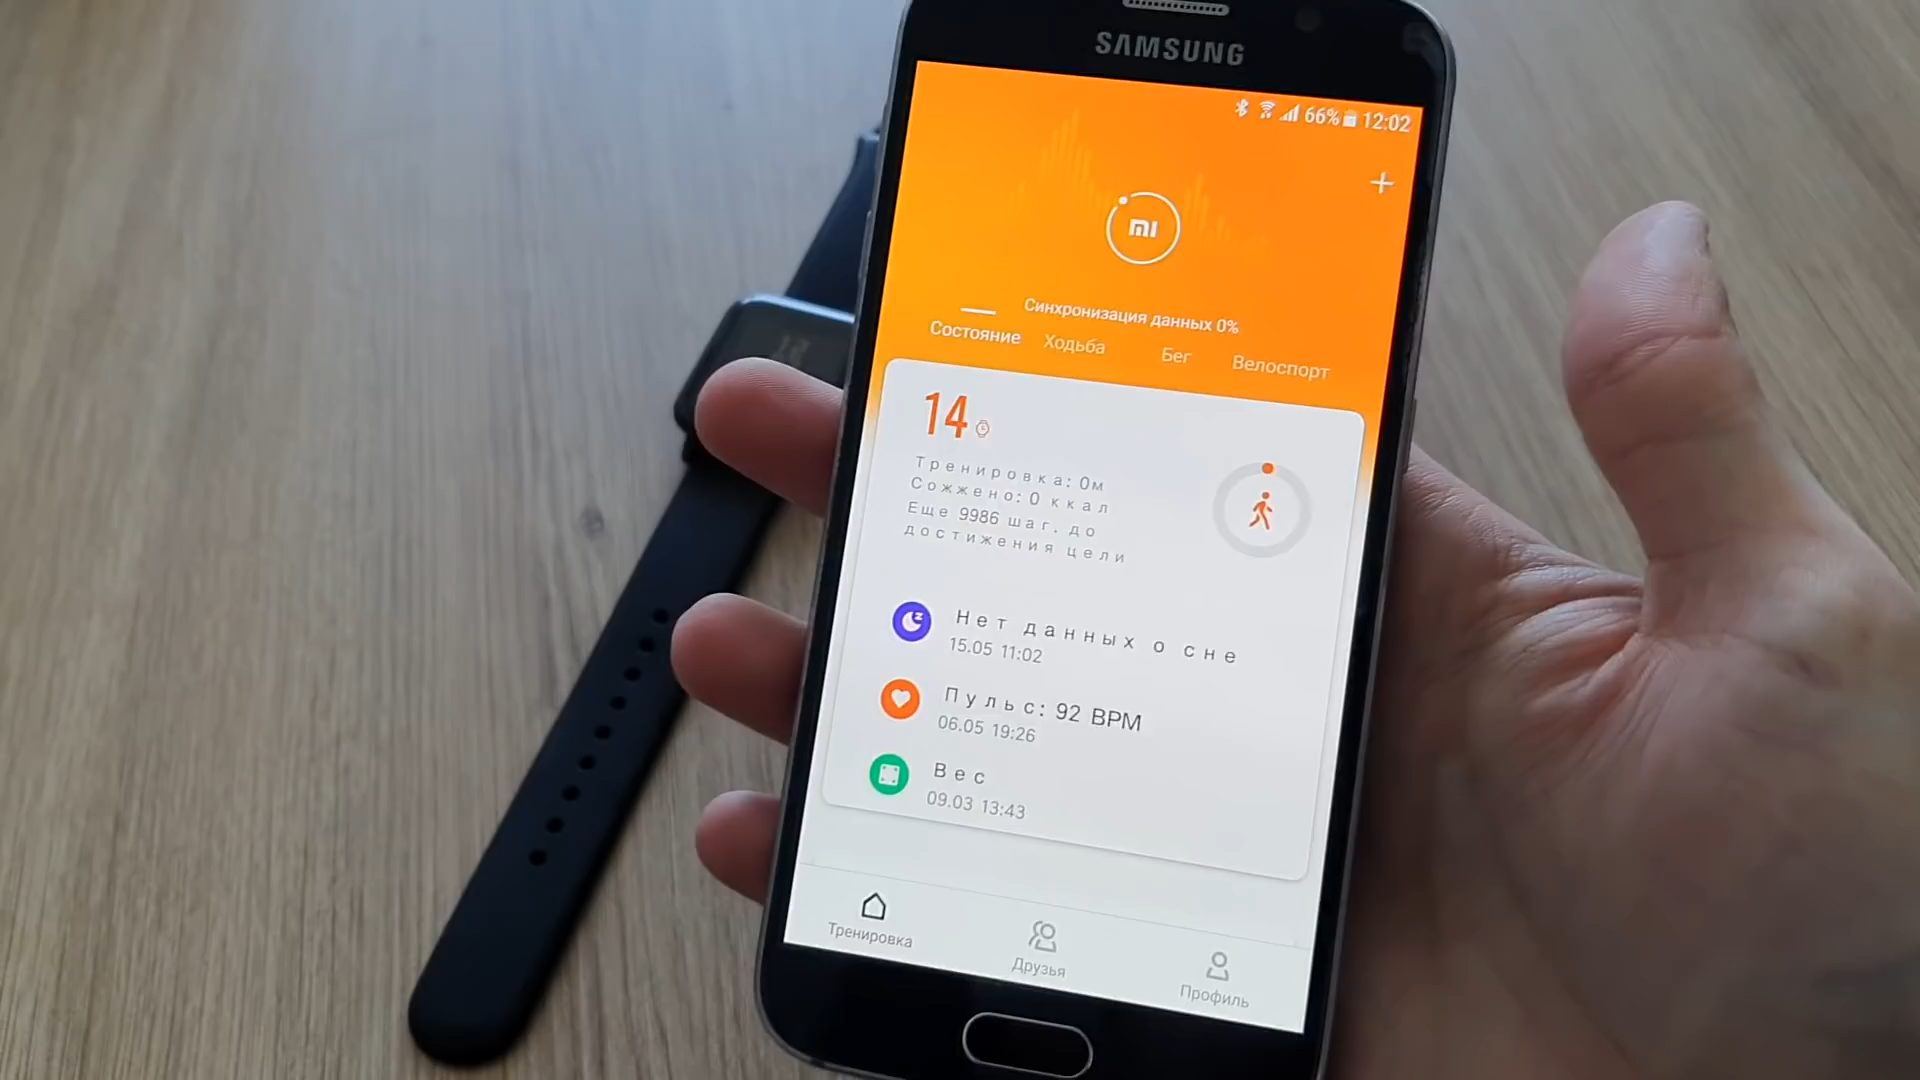 SAMSUNG
66% 12:02
mi
Синхронизация данных 0%
Состояние Ходьба Бег Велоспорт
14
Тренировка: 0м
Сожжено: 0 ккал
Еще 9986 шаг. до
достижения цели
Нет данных о сне
15.05 11:02
Пульс: 92 BPM
06.05 19:26
Вес
09.03 13:43
Тренировка Друзья Профиль